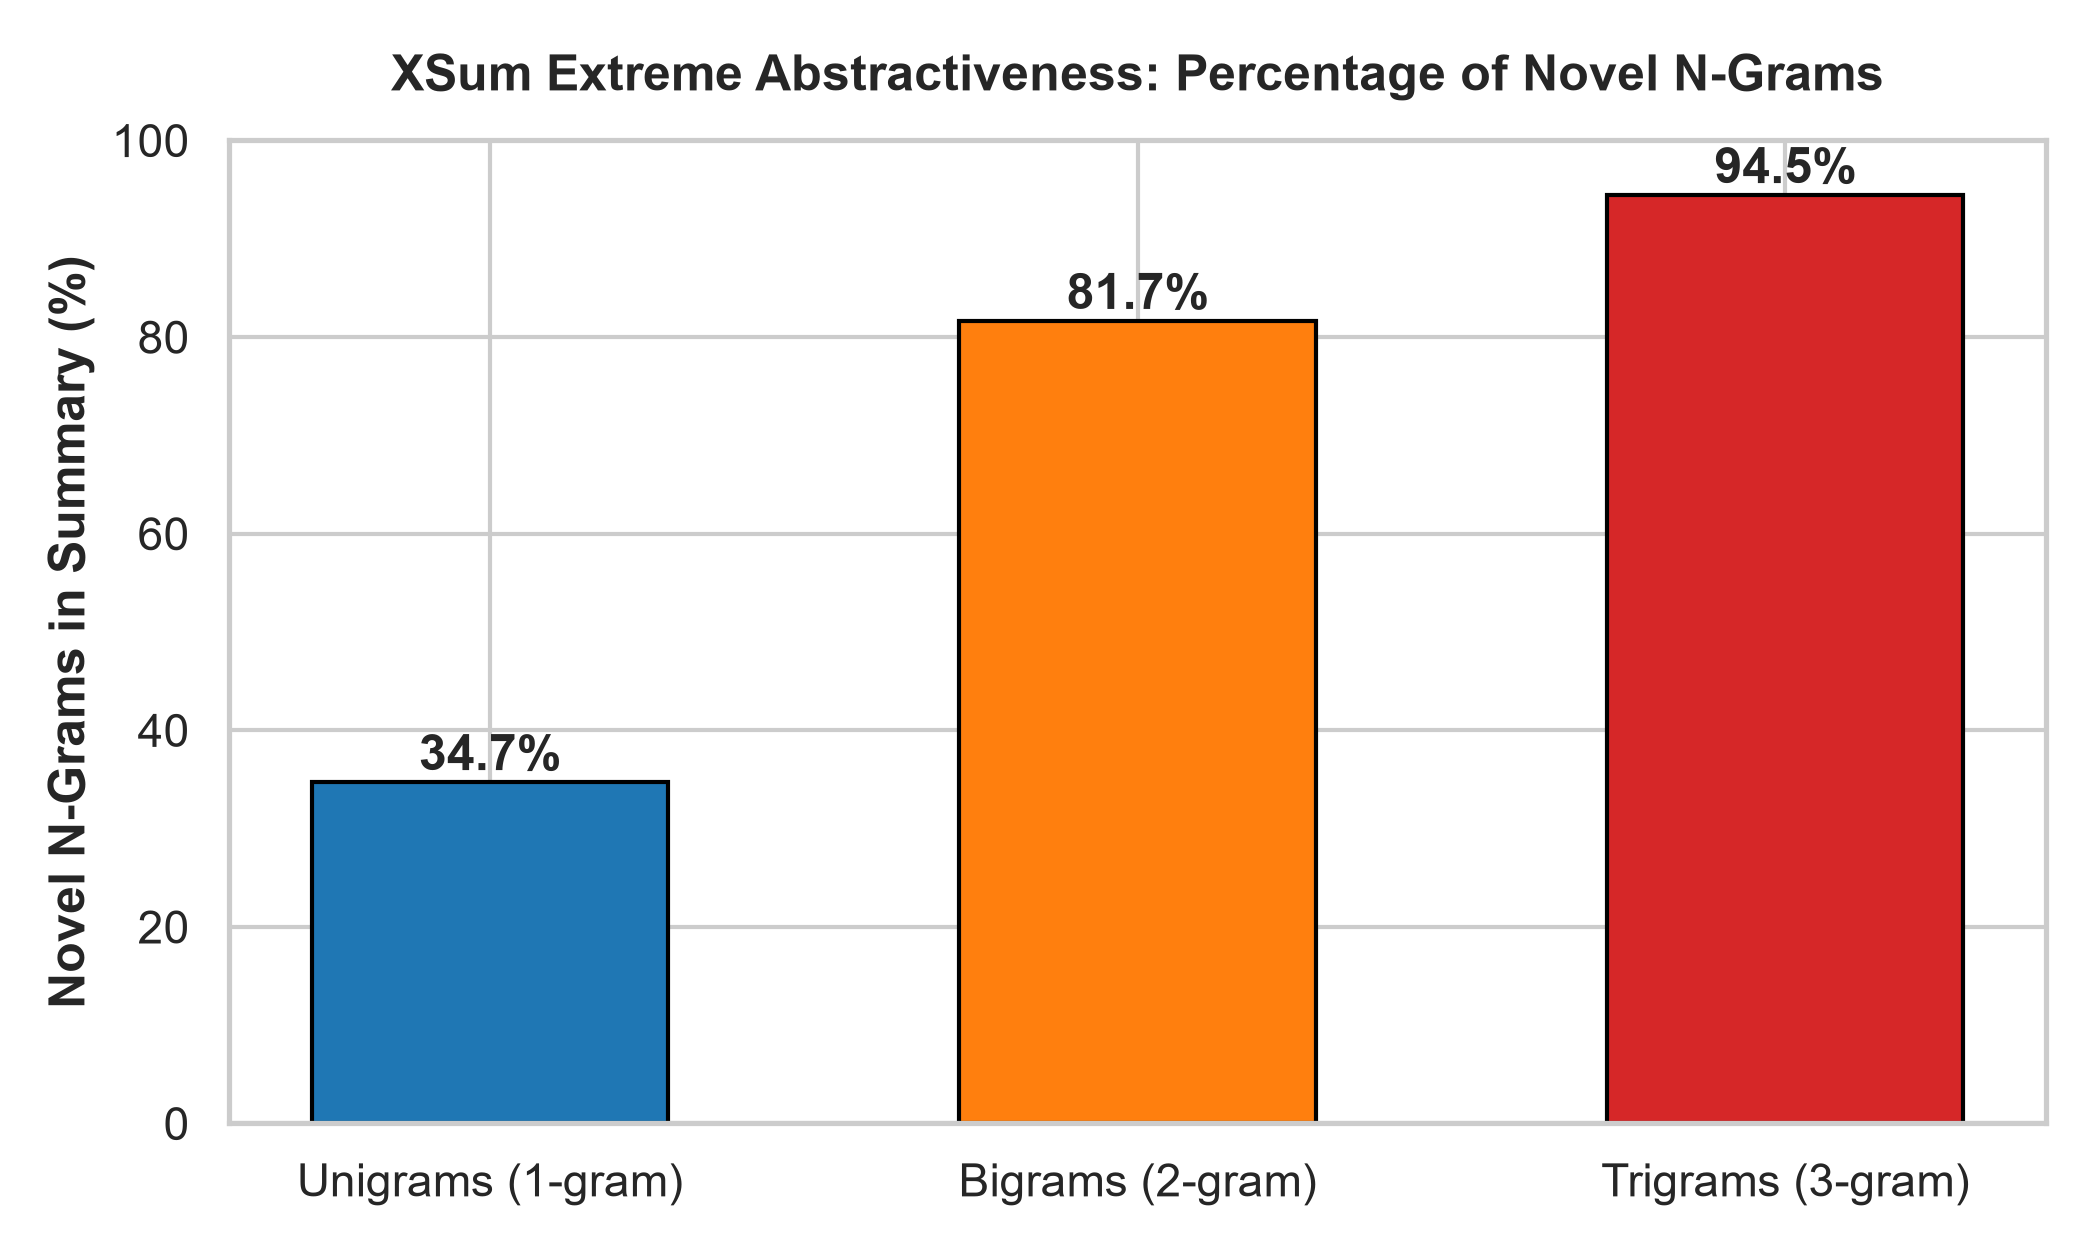 XSum Extreme Abstractiveness: Percentage of Novel N-Grams
Novel N-Grams in Summary (%)
100
80
60
40
20
0
34.7%
81.7%
94.5%
Unigrams (1-gram)
Bigrams (2-gram)
Trigrams (3-gram)